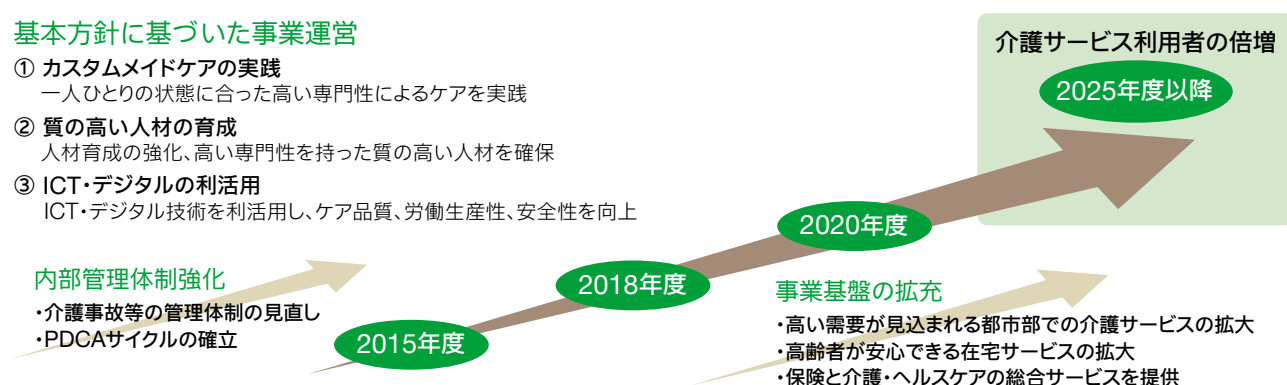 基本方針に基づいた事業運営
① カスタムメイドケアの実践
一人ひとりの状態に合った高い専門性によるケアを実践
② 質の高い人材の育成
人材育成の強化、高い専門性を持った質の高い人材を確保
③ ICT・デジタルの利活用
ICT・デジタル技術を利活用し、ケア品質、労働生産性、安全性を向上
介護サービス利用者の倍増
2025年度以降
2020年度
2018年度
2015年度
内部管理体制強化
・介護事故等の管理体制の見直し
・PDCAサイクルの確立
事業基盤の拡充
・高い需要が見込まれる都市部での介護サービスの拡大
・高齢者が安心できる在宅サービスの拡大
・保険と介護・ヘルスケアの総合サービスを提供